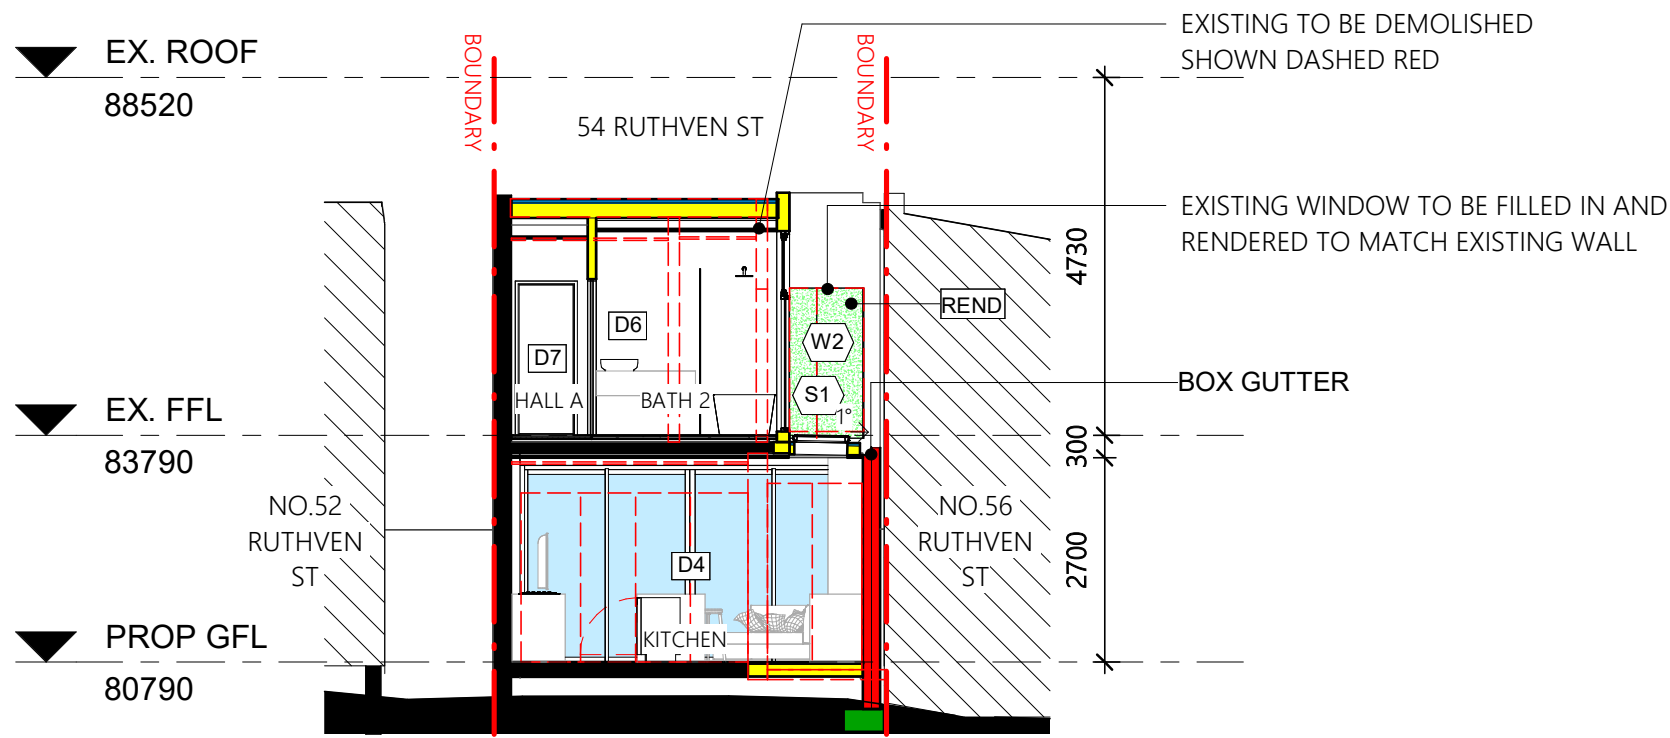 EXISTING TO BE DEMOLISHED
SHOWN DASHED RED
EX. ROOF
88520
BOUNDARY
BOUNDARY
54 RUTHVEN ST
EXISTING WINDOW TO BE FILLED IN AND
RENDERED TO MATCH EXISTING WALL
4730
REND
D6
W2
D7
S1
HALL A
BATH 2
1°
BOX GUTTER
EX. FFL
83790
300
NO.52
RUTHVEN
ST
NO.56
RUTHVEN
ST
2700
D4
KITCHEN
PROP GFL
80790